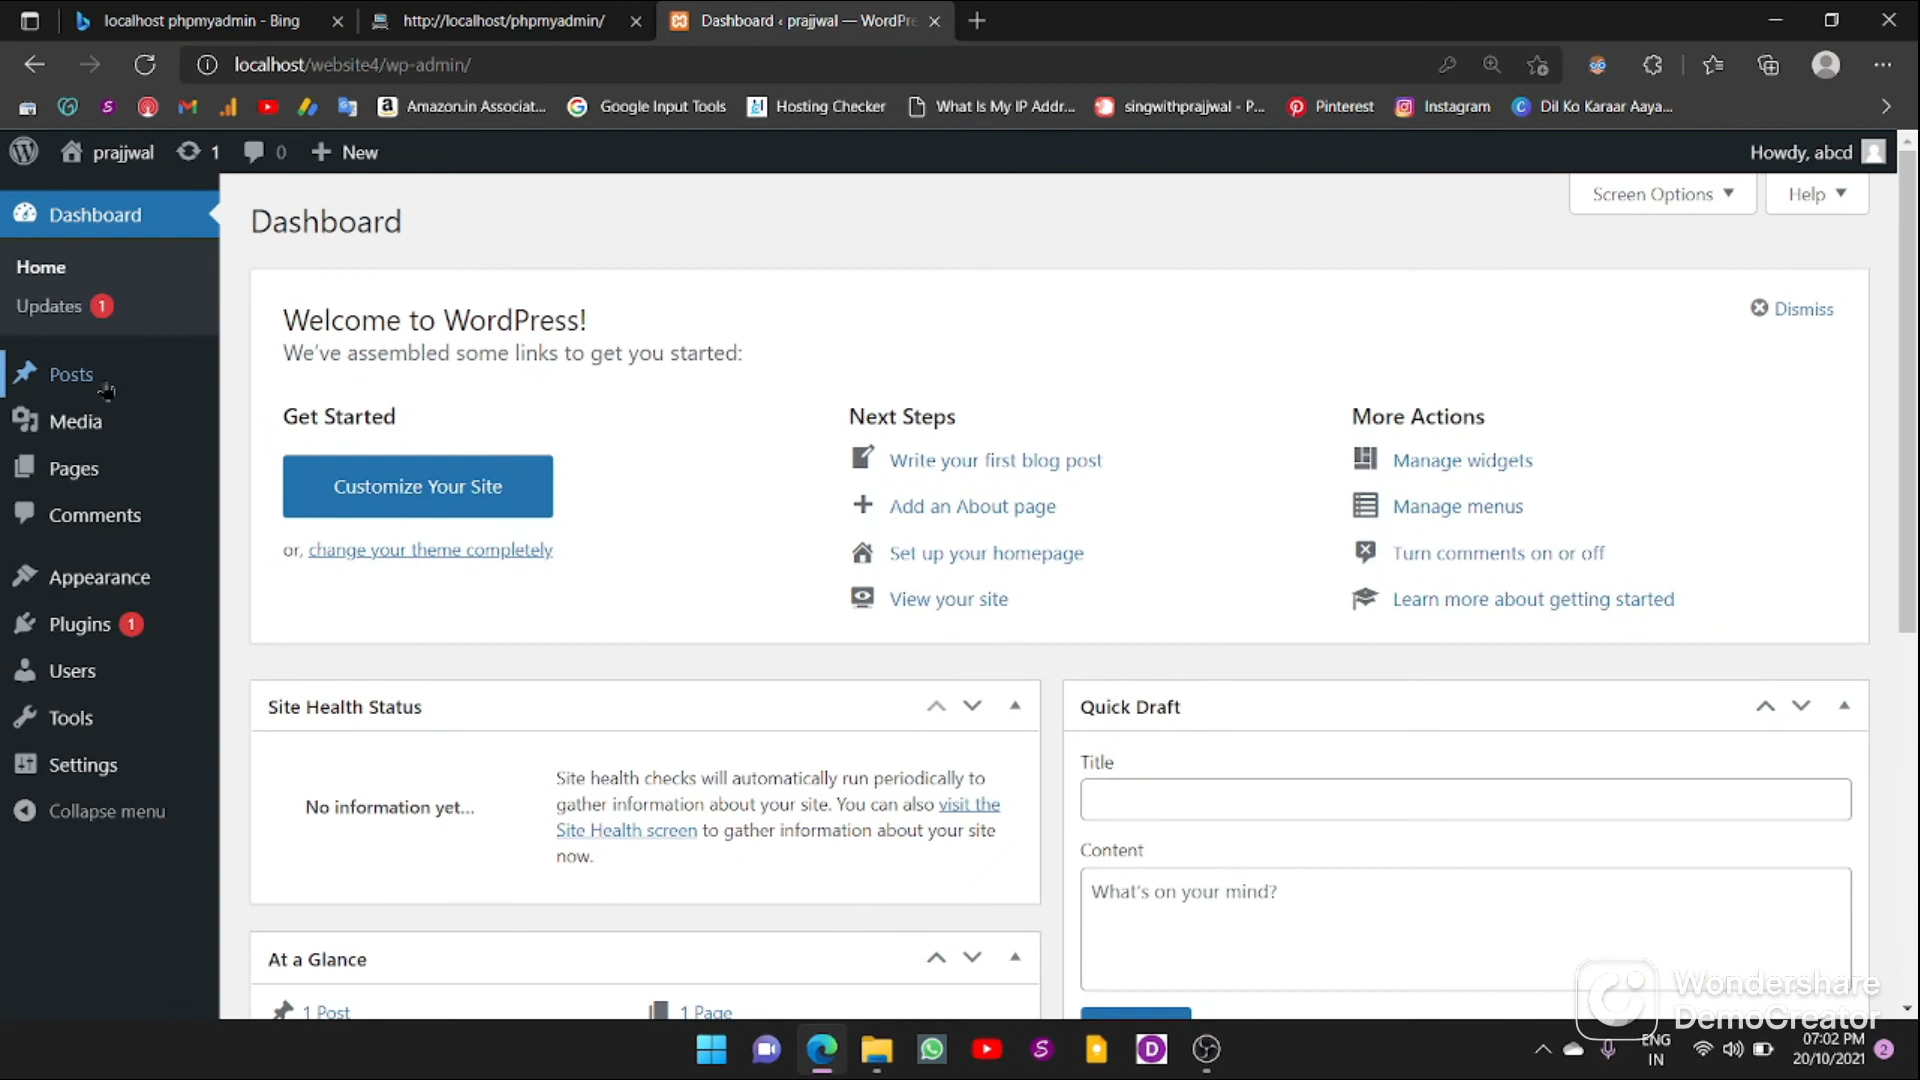 localhost phpmyadmin - Bing
http://localhost/phpmyadmin/
Dashboard ‹ prajjwal — WordPre
localhost/website4/wp-admin/
Amazon.in Associat...
Google Input Tools
Hosting Checker
What Is My IP Addr...
singwithprajjwal - P...
Pinterest
Instagram
Dil Ko Karaar Aaya...
prajjwal
1
0
New
Howdy, abcd
Screen Options
Help
Dashboard
Home
Updates 1
Posts
Media
Pages
Comments
Appearance
Plugins 1
Users
Tools
Settings
Collapse menu
Dashboard
Welcome to WordPress!
We've assembled some links to get you started:
Dismiss
Get Started
Customize Your Site
or, change your theme completely
Next Steps
Write your first blog post
Add an About page
Set up your homepage
View your site
More Actions
Manage widgets
Manage menus
Turn comments on or off
Learn more about getting started
Site Health Status
No information yet...
Site health checks will automatically run periodically to
gather information about your site. You can also visit the
Site Health screen to gather information about your site
now.
At a Glance
1 Post
1 Page
Quick Draft
Title
Content
What's on your mind?
Wondershare
DemoCreator
ENG
IN
07:02 PM
20/10/2021
2